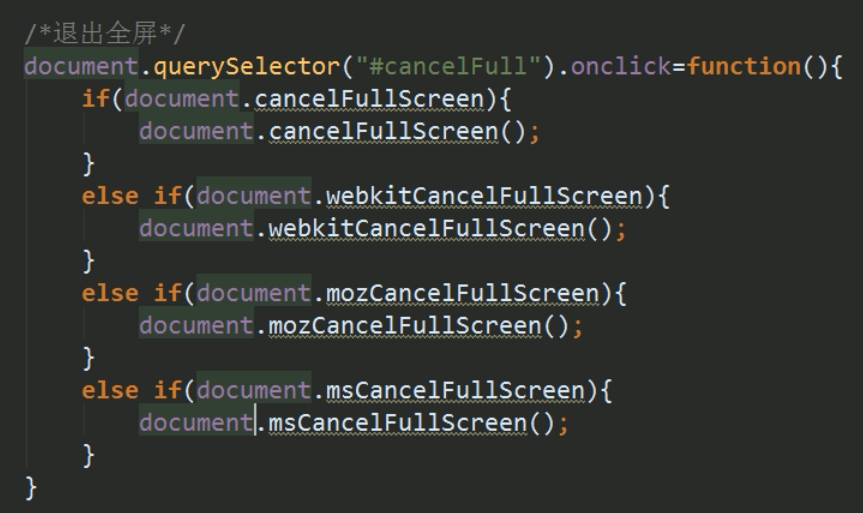 /*退出全屏*/
document.querySelector("#cancelFull").onclick=function(){
    if(document.cancelFullScreen){
        document.cancelFullScreen();
    }
    else if(document.webkitCancelFullScreen){
        document.webkitCancelFullScreen();
    }
    else if(document.mozCancelFullScreen){
        document.mozCancelFullScreen();
    }
    else if(document.msCancelFullScreen){
        document.msCancelFullScreen();
    }
}